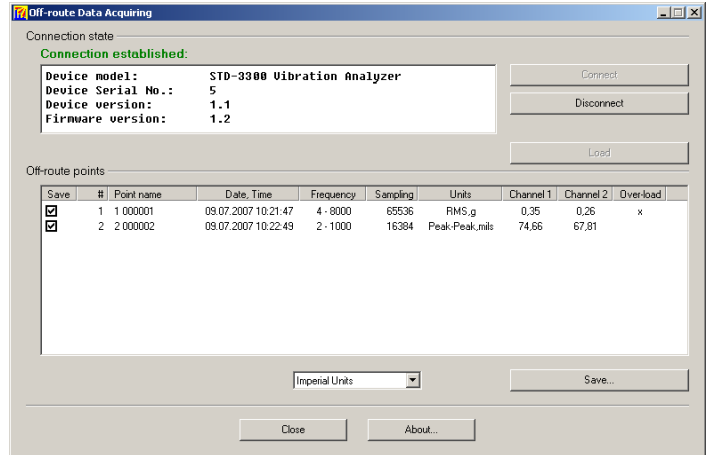 Off-route Data Acquiring
Connection state
Connection established:
Device model: STD-3300 Vibration Analyzer
Device Serial No.: 5
Device version: 1.1
Firmware version: 1.2
Connect
Disconnect
Load
Off-route points
Save # Point name Date, Time Frequency Sampling Units Channel 1 Channel 2 Over-load
1 1 000001 09.07.2007 10:21:47 4 - 8000 65536 RMS,g 0,35 0,26 x
2 2 000002 09.07.2007 10:22:49 2 - 1000 16384 Peak-Peak,mils 74,66 67,81
Imperial Units
Save...
Close
About...